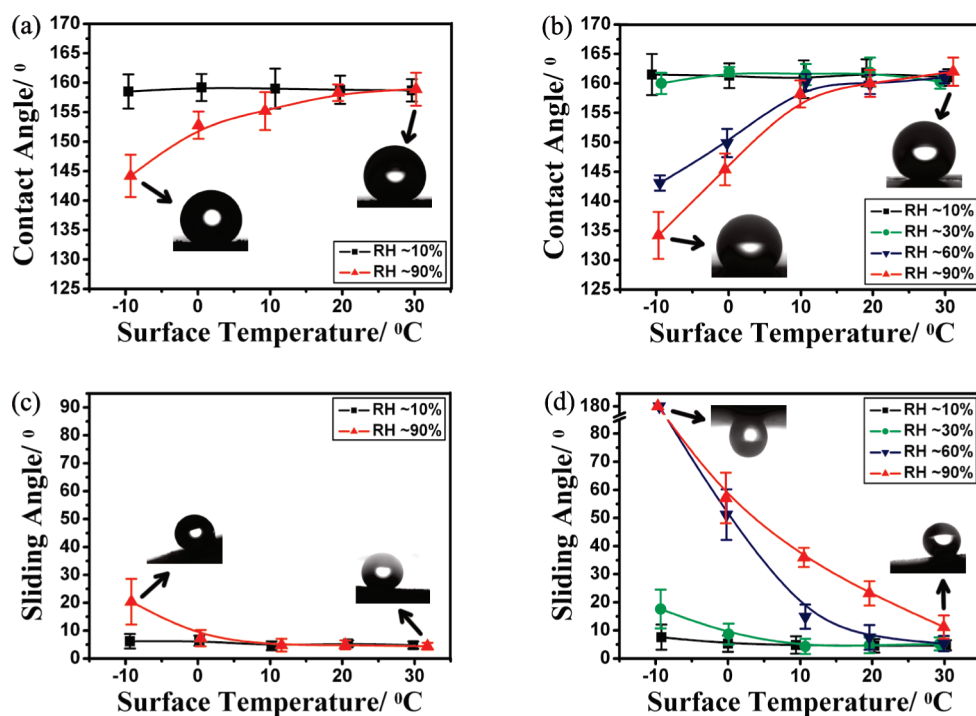 (a)
170
165
160
155
150
145
140
135
130
125
Contact Angle/ ⁰
RH ~10%
RH ~90%
-10 0 10 20 30
Surface Temperature/ ⁰C
(b)
170
165
160
155
150
145
140
135
130
125
Contact Angle/ ⁰
RH ~10%
RH ~30%
RH ~60%
RH ~90%
-10 0 10 20 30
Surface Temperature/ ⁰C
(c)
90
80
70
60
50
40
30
20
10
0
Sliding Angle/ ⁰
RH ~10%
RH ~90%
-10 0 10 20 30
Surface Temperature/ ⁰C
(d)
180
80
70
60
50
40
30
20
10
0
Sliding Angle/ ⁰
RH ~10%
RH ~30%
RH ~60%
RH ~90%
-10 0 10 20 30
Surface Temperature/ ⁰C